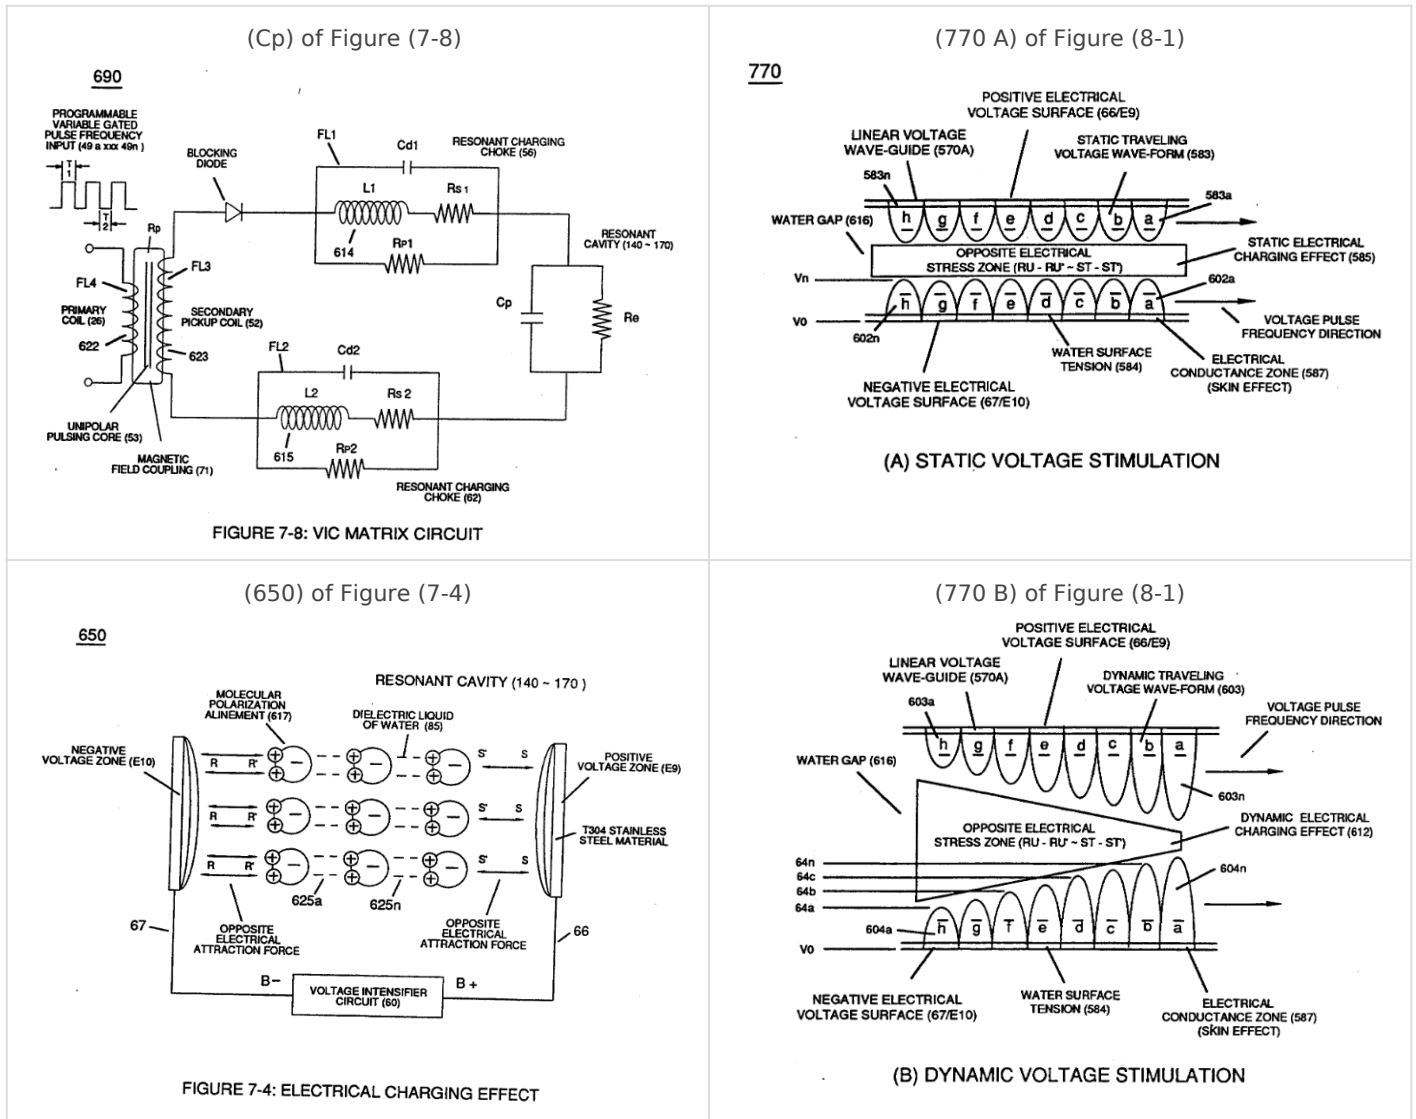 (Cp) of Figure (7-8)
690
PROGRAMMABLE
VARIABLE GATED
PULSE FREQUENCY
INPUT (49 a xxx 49n )
T
1
T
2
BLOCKING
DIODE
FL1
Cd1
RESONANT CHARGING
CHOKE (56)
L1
Rs 1
614
RP1
RESONANT
CAVITY (140 ~ 170)
Rp
FL3
FL4
PRIMARY
COIL (26)
622
SECONDARY
PICKUP COIL (52)
623
Cp
Re
FL2
Cd2
L2
Rs 2
615
RP2
UNIPOLAR
PULSING CORE (53)
MAGNETIC
FIELD COUPLING (71)
RESONANT CHARGING
CHOKE (62)
FIGURE 7-8: VIC MATRIX CIRCUIT
(770 A) of Figure (8-1)
770
POSITIVE ELECTRICAL
VOLTAGE SURFACE (66/E9)
LINEAR VOLTAGE
WAVE-GUIDE (570A)
STATIC TRAVELING
VOLTAGE WAVE-FORM (583)
583n
583a
WATER GAP (616)
h g f e d c b a
OPPOSITE ELECTRICAL
STRESS ZONE (RU - RU' ~ ST - ST')
STATIC ELECTRICAL
CHARGING EFFECT (585)
Vn
602a
h g f e d c b a
V0
602n
VOLTAGE PULSE
FREQUENCY DIRECTION
WATER SURFACE
TENSION (584)
ELECTRICAL
CONDUCTANCE ZONE (587)
(SKIN EFFECT)
NEGATIVE ELECTRICAL
VOLTAGE SURFACE (67/E10)
(A) STATIC VOLTAGE STIMULATION
(650) of Figure (7-4)
650
RESONANT CAVITY (140 ~ 170 )
MOLECULAR
POLARIZATION
ALINEMENT (617)
DIELECTRIC LIQUID
OF WATER (85)
NEGATIVE
VOLTAGE ZONE (E10)
POSITIVE
VOLTAGE ZONE (E9)
R R' S' S
R R' S' S
R R' S' S
T304 STAINLESS
STEEL MATERIAL
625a
625n
67
OPPOSITE
ELECTRICAL
ATTRACTION FORCE
OPPOSITE
ELECTRICAL
ATTRACTION FORCE
66
B−
VOLTAGE INTENSIFIER
CIRCUIT (60)
B +
FIGURE 7-4: ELECTRICAL CHARGING EFFECT
(770 B) of Figure (8-1)
POSITIVE ELECTRICAL
VOLTAGE SURFACE (66/E9)
LINEAR VOLTAGE
WAVE-GUIDE (570A)
DYNAMIC TRAVELING
VOLTAGE WAVE-FORM (603)
603a
VOLTAGE PULSE
FREQUENCY DIRECTION
h g f e d c b a
WATER GAP (616)
603n
OPPOSITE ELECTRICAL
STRESS ZONE (RU - RU' ~ ST - ST')
DYNAMIC ELECTRICAL
CHARGING EFFECT (612)
64n
64c
64b
64a
604n
604a
h g f e d c b a
V0
NEGATIVE ELECTRICAL
VOLTAGE SURFACE (67/E10)
WATER SURFACE
TENSION (584)
ELECTRICAL
CONDUCTANCE ZONE (587)
(SKIN EFFECT)
(B) DYNAMIC VOLTAGE STIMULATION